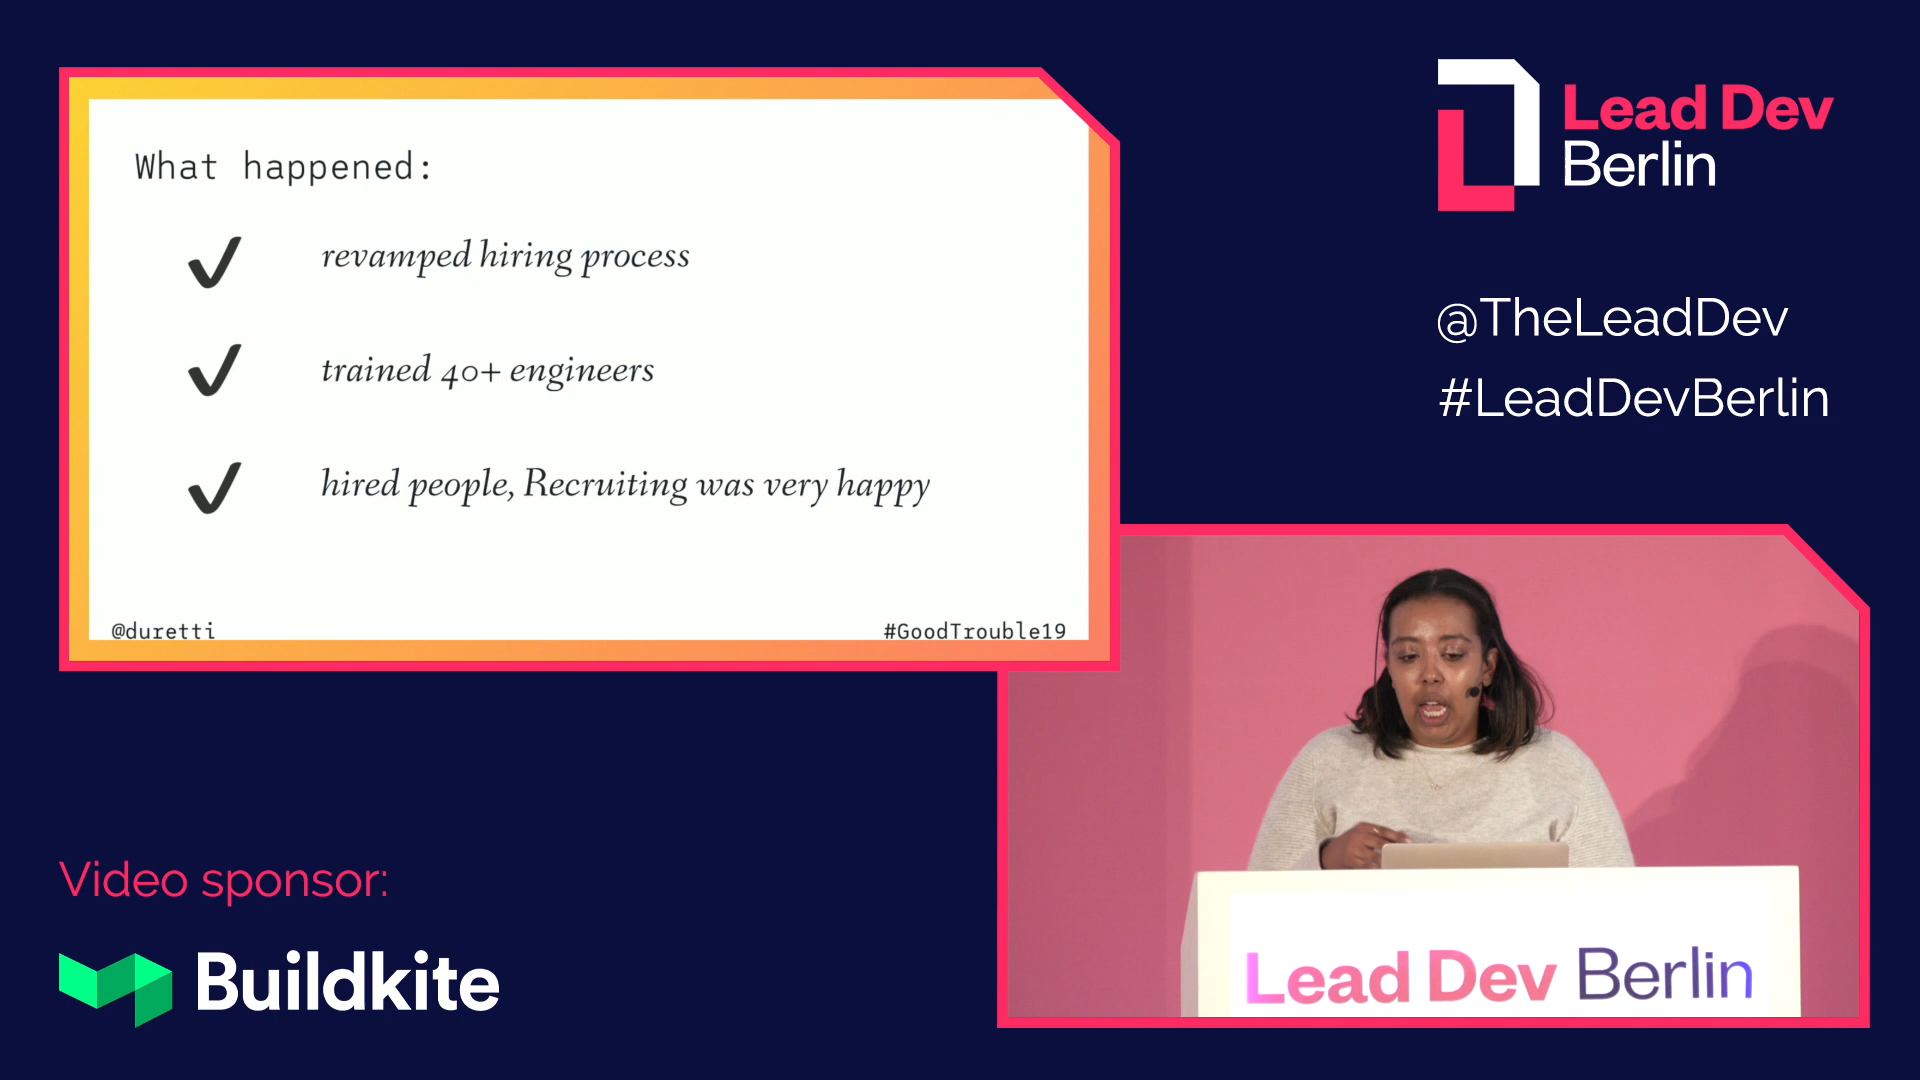 What happened:
✔ revamped hiring process
✔ trained 40+ engineers
✔ hired people, Recruiting was very happy
@duretti
#GoodTrouble19
Lead Dev
Berlin
@TheLeadDev
#LeadDevBerlin
Video sponsor:
Buildkite
Lead Dev Berlin